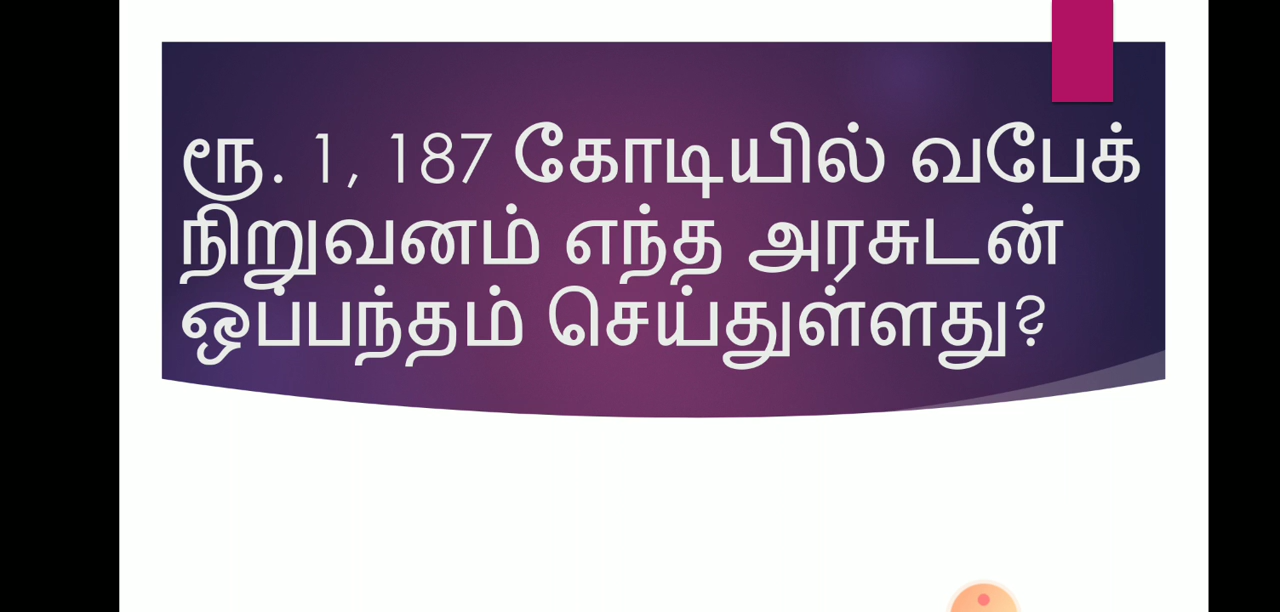 ரூ. 1, 187 கோடியில் வபேக்
நிறுவனம் எந்த அரசுடன்
ஒப்பந்தம் செய்துள்ளது?